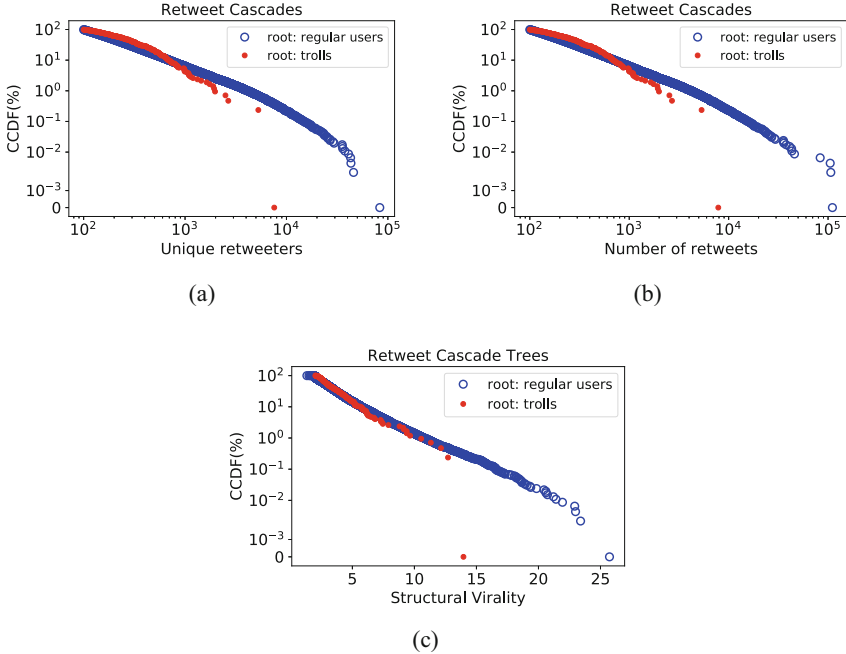 Retweet Cascades
CCDF(%)
10²
10¹
10⁰
10⁻¹
10⁻²
10⁻³
0
root: regular users
root: trolls
10² 10³ 10⁴ 10⁵
Unique retweeters
(a)
Retweet Cascades
CCDF(%)
10²
10¹
10⁰
10⁻¹
10⁻²
10⁻³
0
root: regular users
root: trolls
10² 10³ 10⁴ 10⁵
Number of retweets
(b)
Retweet Cascade Trees
CCDF(%)
10²
10¹
10⁰
10⁻¹
10⁻²
10⁻³
0
root: regular users
root: trolls
5 10 15 20 25
Structural Virality
(c)